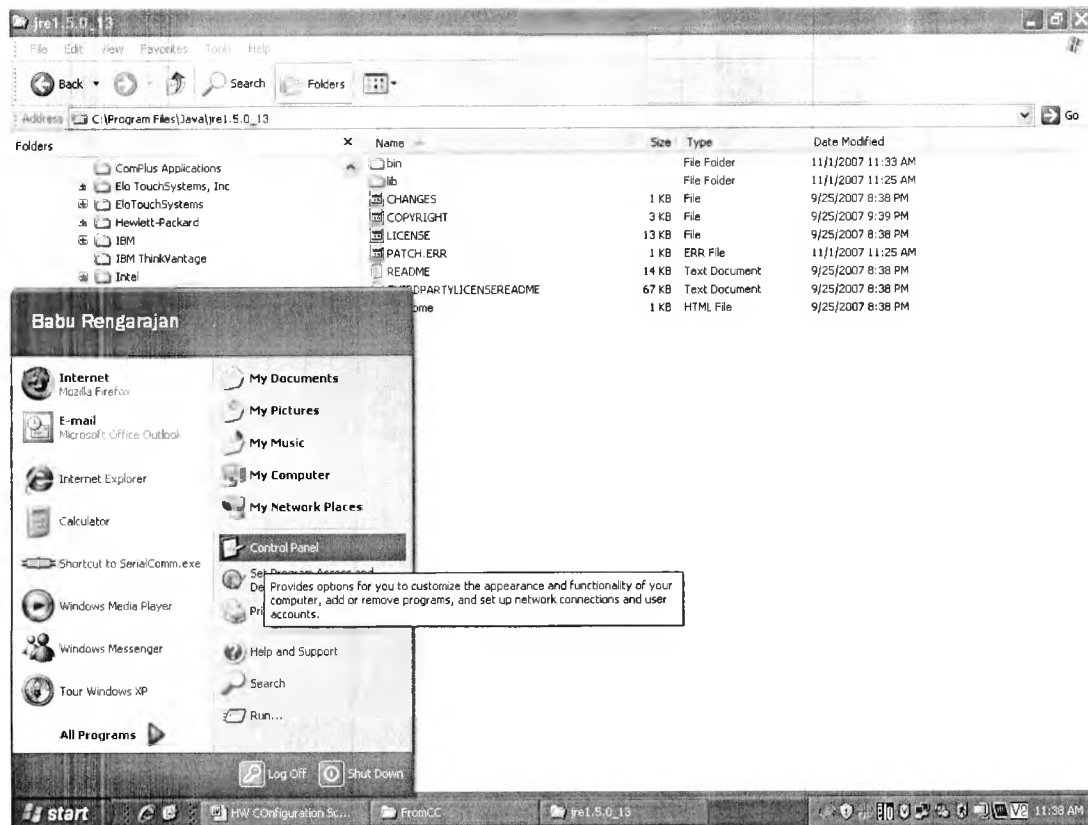 jre1.5.0_13
File Edit View Favorites Tools Help
Back Search Folders
Address C:\Program Files\Java\jre1.5.0_13 Go
Folders × Name Size Type Date Modified
ComPlus Applications
Elo TouchSystems, Inc
EloTouchSystems
Hewlett-Packard
IBM
IBM ThinkVantage
Intel
bin File Folder 11/1/2007 11:33 AM
lib File Folder 11/1/2007 11:25 AM
CHANGES 1 KB File 9/25/2007 8:38 PM
COPYRIGHT 3 KB File 9/25/2007 9:39 PM
LICENSE 13 KB File 9/25/2007 8:38 PM
PATCH.ERR 1 KB ERR File 11/1/2007 11:25 AM
README 14 KB Text Document 9/25/2007 8:38 PM
DPARTYLICENSEREADME 67 KB Text Document 9/25/2007 8:38 PM
ome 1 KB HTML File 9/25/2007 8:38 PM
Babu Rengarajan
Internet
Mozilla Firefox
E-mail
Microsoft Office Outlook
Internet Explorer
Calculator
Shortcut to SerialComm.exe
Windows Media Player
Windows Messenger
Tour Windows XP
All Programs
My Documents
My Pictures
My Music
My Computer
My Network Places
Control Panel
Set Program Access and
De
Pri
Provides options for you to customize the appearance and functionality of your
computer, add or remove programs, and set up network connections and user
accounts.
Help and Support
Search
Run...
Log Off Shut Down
start HW COnfiguration Sc... FromCC jre1.5.0_13 11:38 AM